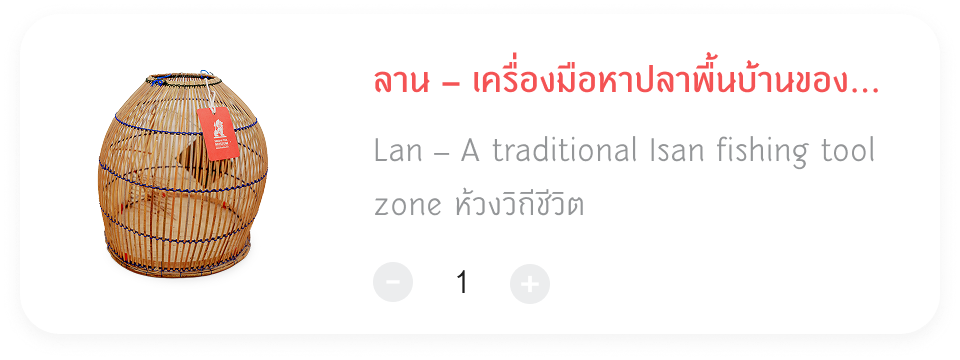 ลาน – เครื่องมือหาปลาพื้นบ้านของ...
Lan – A traditional Isan fishing tool
zone ห้วงวิถีชีวิต
1